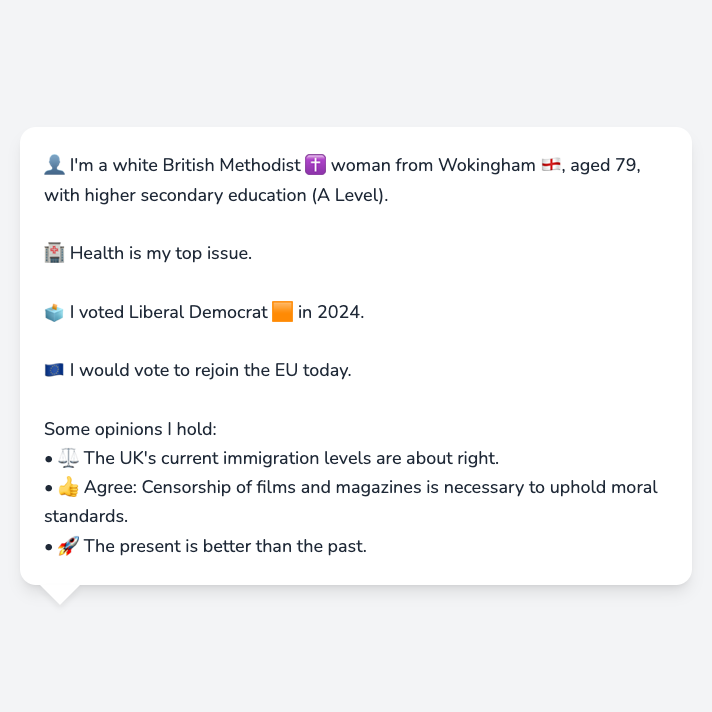 👤 I'm a white British Methodist ✝️ woman from Wokingham 🏴󠁧󠁢󠁥󠁮󠁧󠁿, aged 79,
with higher secondary education (A Level).
🏥 Health is my top issue.
🗳️ I voted Liberal Democrat 🟧 in 2024.
🇪🇺 I would vote to rejoin the EU today.
Some opinions I hold:
• ⚖️ The UK's current immigration levels are about right.
• 👍 Agree: Censorship of films and magazines is necessary to uphold moral
standards.
• 🚀 The present is better than the past.